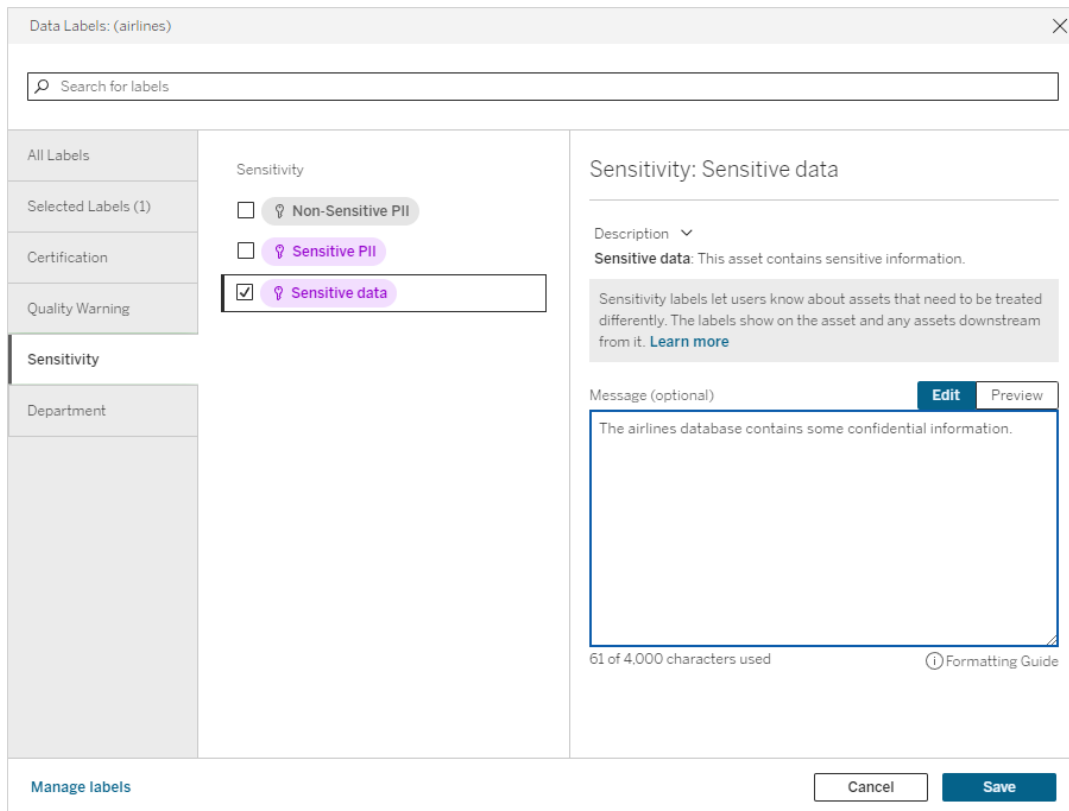 Data Labels: (airlines)
Search for labels
All Labels
Selected Labels (1)
Certification
Quality Warning
Sensitivity
Department
Sensitivity
Non-Sensitive PII
Sensitive PII
Sensitive data
Sensitivity: Sensitive data
Description
Sensitive data: This asset contains sensitive information.
Sensitivity labels let users know about assets that need to be treated
differently. The labels show on the asset and any assets downstream
from it. Learn more
Message (optional)
Edit
Preview
The airlines database contains some confidential information.
61 of 4,000 characters used
Formatting Guide
Manage labels
Cancel
Save